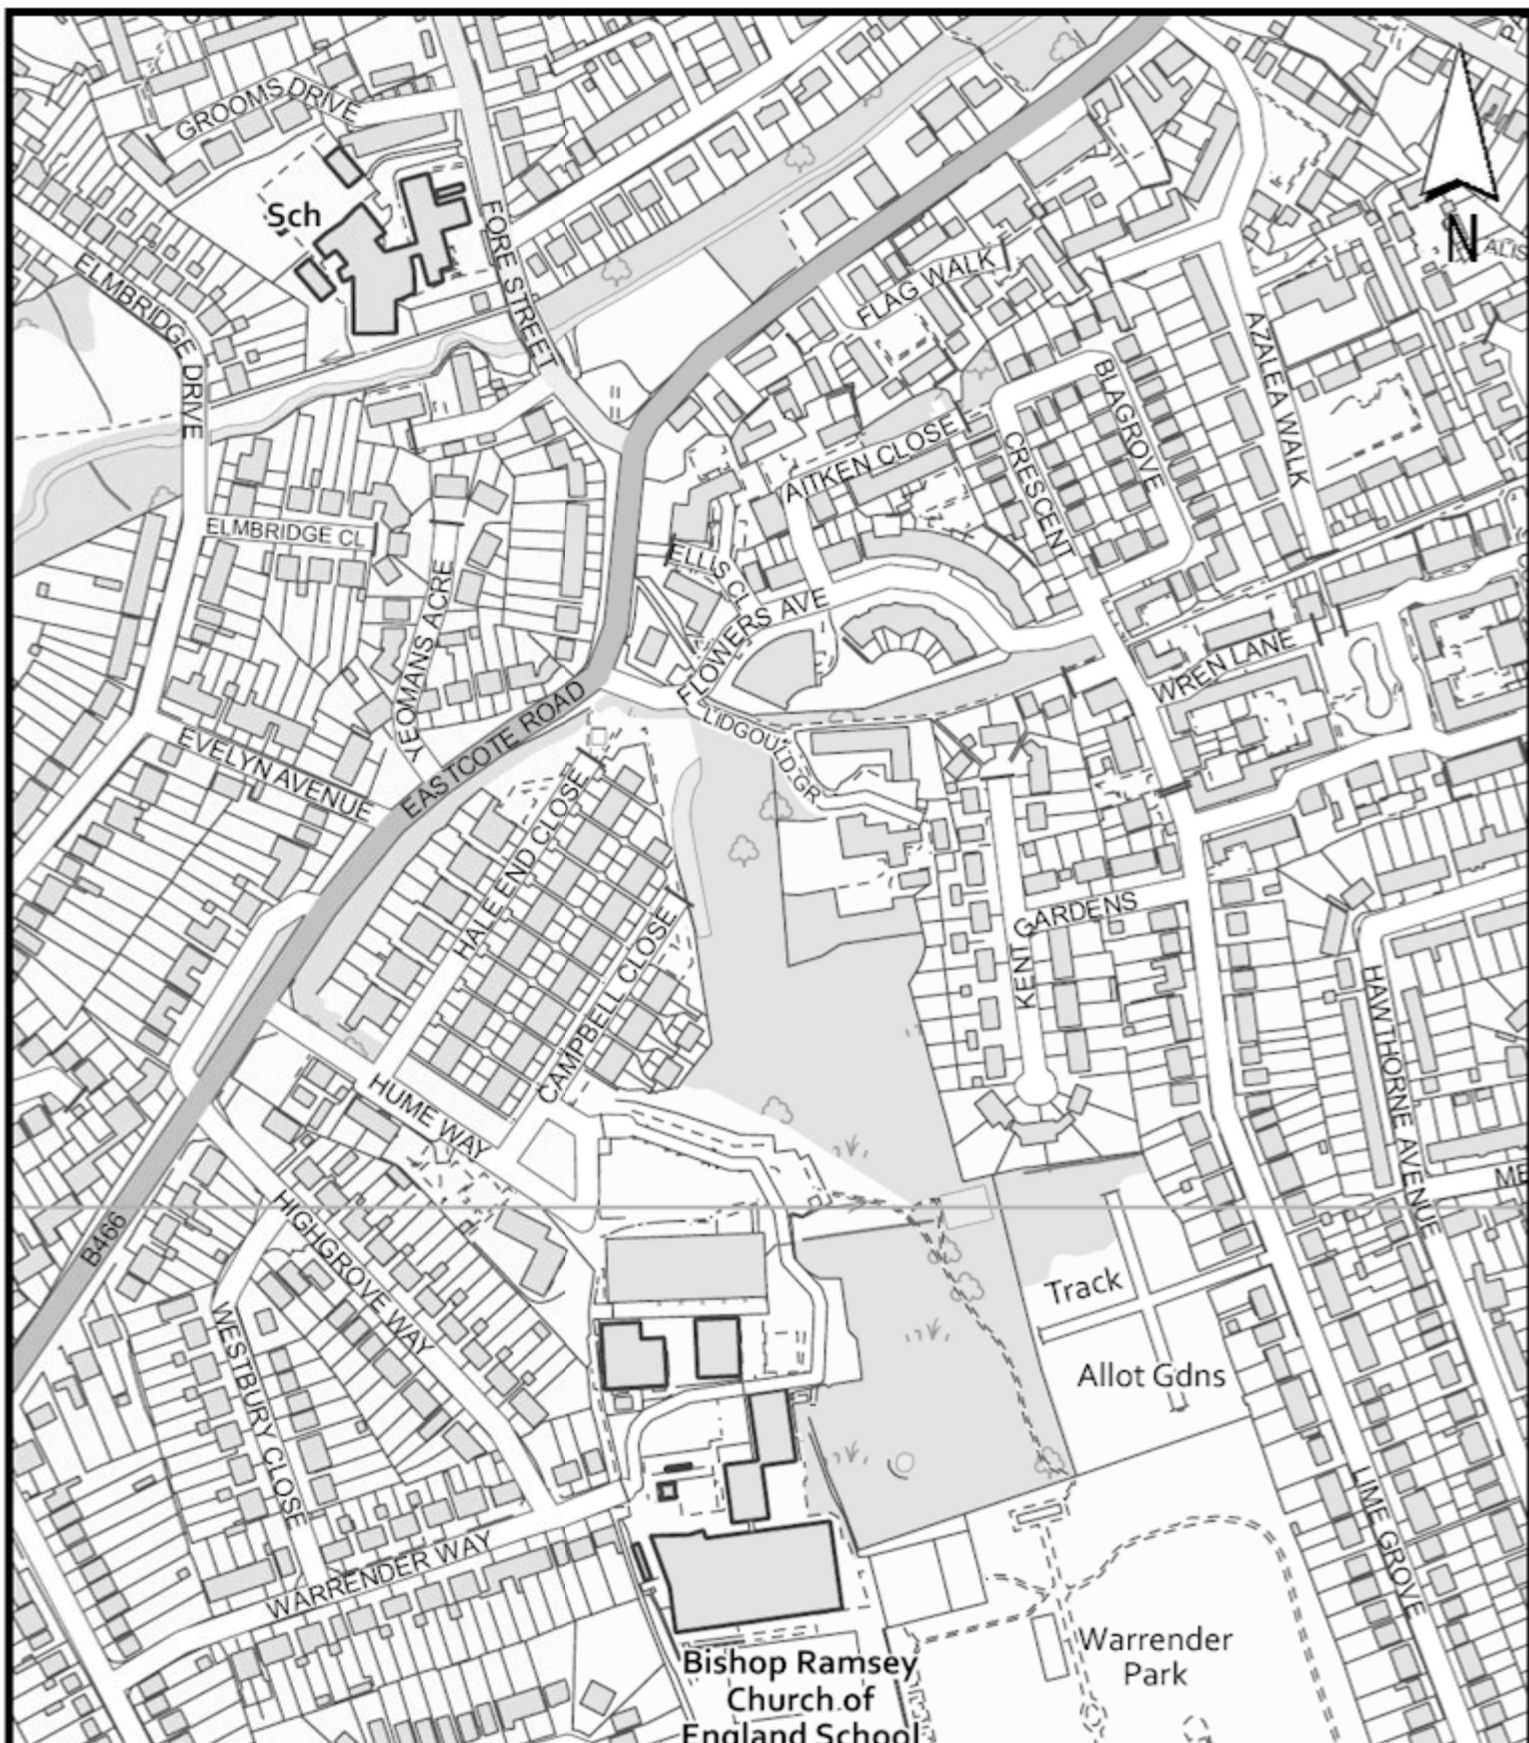 GROOMS DRIVE
Sch
FORE STREET
N
ALIS
ELMBRIDGE
DRIVE
FLAG WALK
AZALEA WALK
BLAGROVE
CRESCENT
AITKEN CLOSE
ELMBRIDGE CL
ELLIS CL
YEOMANS ACRE
FLOWERS AVE
WREN LANE
LIDGOULD GR
EVELYN AVENUE
EASTCOTE ROAD
HALE END CLOSE
CAMPBELL CLOSE
KENT
GARDENS
HAWTHORNE AVENUE
HUME WAY
ME
B466
HIGHGROVE WAY
Track
WESTBURY CLOSE
Allot Gdns
LIME GROVE
WARRENDER WAY
Warrender
Park
Bishop Ramsey
Church of
England School